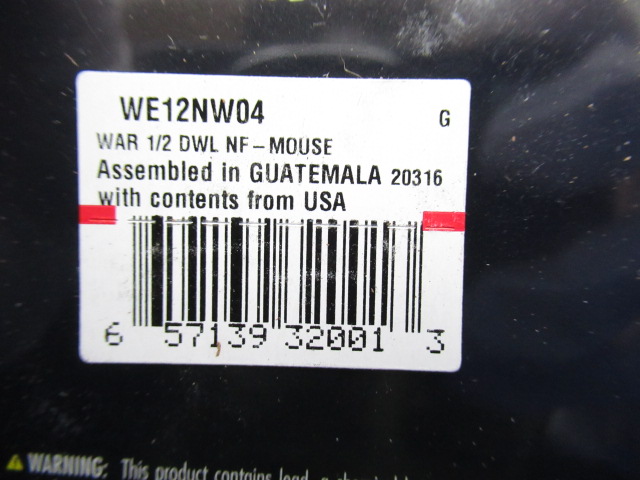 WE12NW04 G
WAR 1/2 DWL NF-MOUSE
Assembled in GUATEMALA 20316
with contents from USA
6 57139 32001 3
WARNING: This product contains lead, a